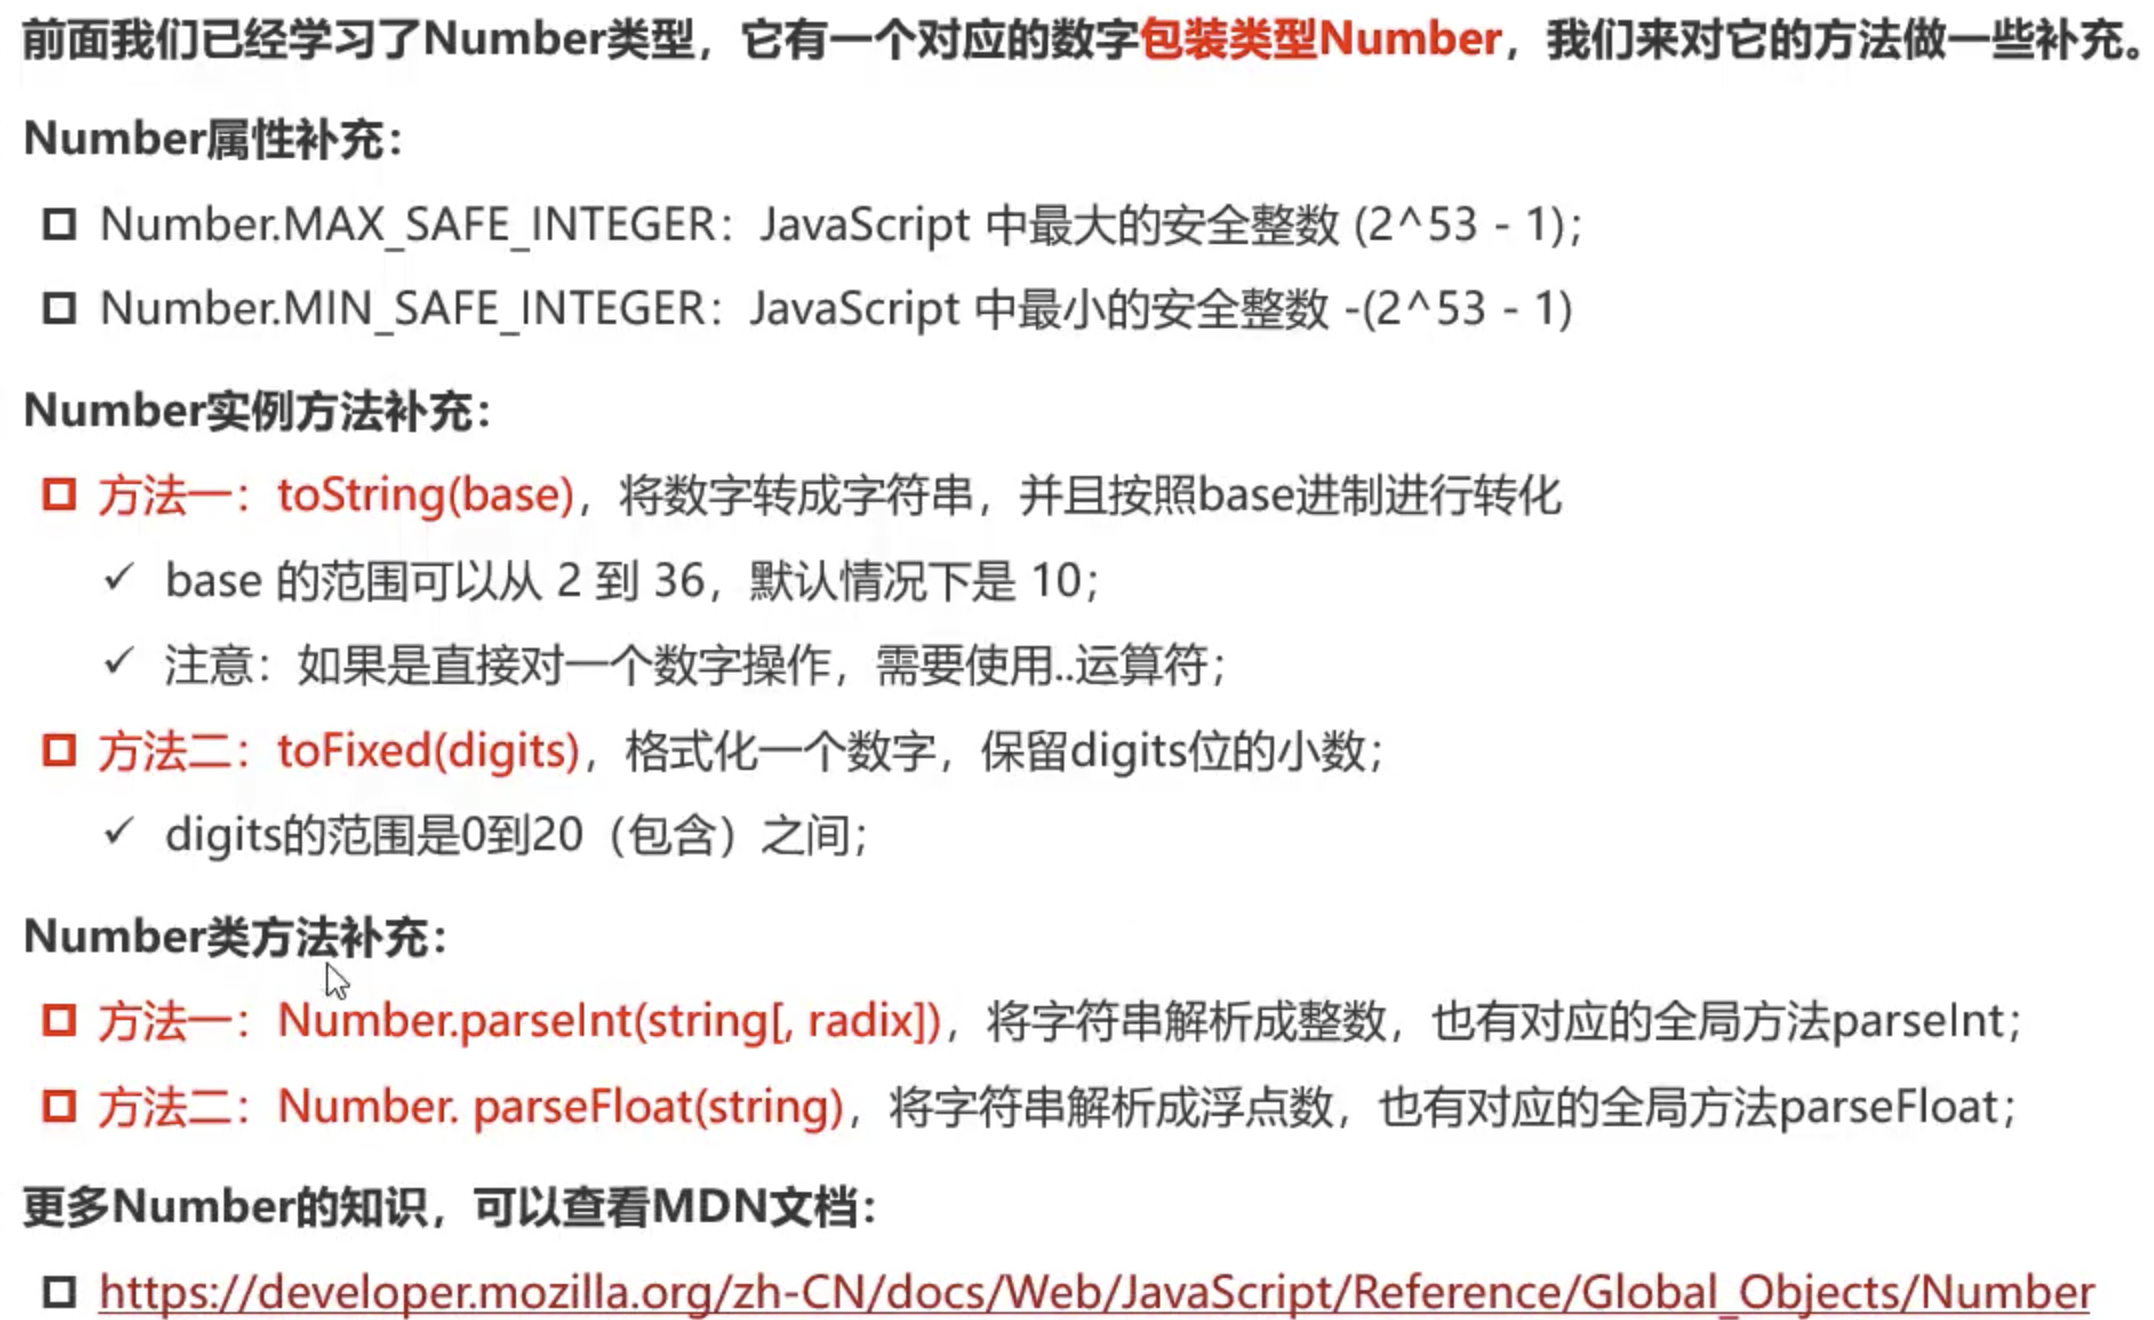 前面我们已经学习了Number类型，它有一个对应的数字包装类型Number，我们来对它的方法做一些补充。
Number属性补充：
Number.MAX_SAFE_INTEGER：JavaScript 中最大的安全整数 (2^53 - 1)；
Number.MIN_SAFE_INTEGER：JavaScript 中最小的安全整数 -(2^53 - 1)
Number实例方法补充：
方法一：toString(base)，将数字转成字符串，并且按照base进制进行转化
✓ base 的范围可以从 2 到 36，默认情况下是 10；
✓ 注意：如果是直接对一个数字操作，需要使用..运算符；
方法二：toFixed(digits)，格式化一个数字，保留digits位的小数；
✓ digits的范围是0到20（包含）之间；
Number类方法补充：
方法一：Number.parseInt(string[, radix])，将字符串解析成整数，也有对应的全局方法parseInt；
方法二：Number. parseFloat(string)，将字符串解析成浮点数，也有对应的全局方法parseFloat；
更多Number的知识，可以查看MDN文档：
https://developer.mozilla.org/zh-CN/docs/Web/JavaScript/Reference/Global_Objects/Number